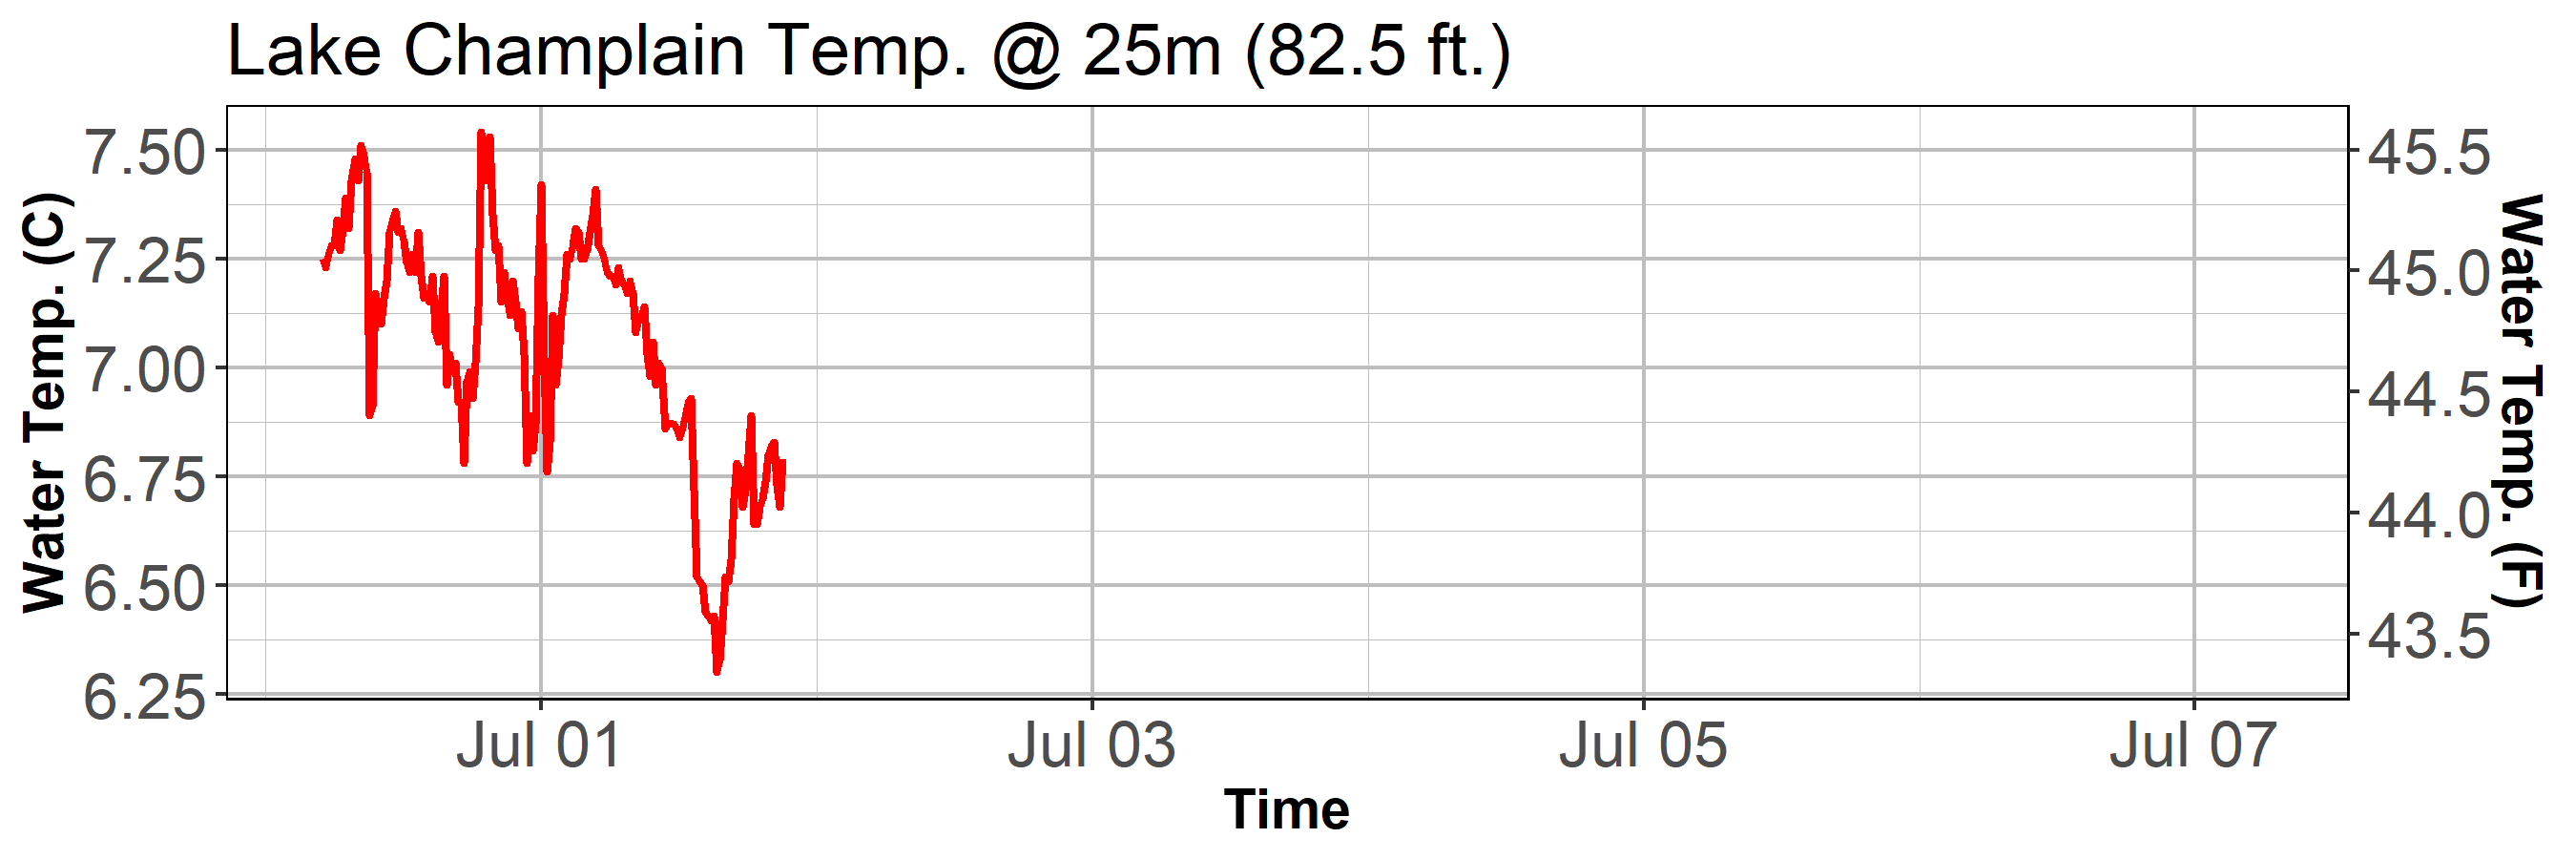 Lake Champlain Temp. @ 25m (82.5 ft.)
Water Temp. (C)
7.50
7.25
7.00
6.75
6.50
6.25
45.5
45.0
44.5
44.0
43.5
Water Temp. (F)
Jul 01 Jul 03 Jul 05 Jul 07
Time